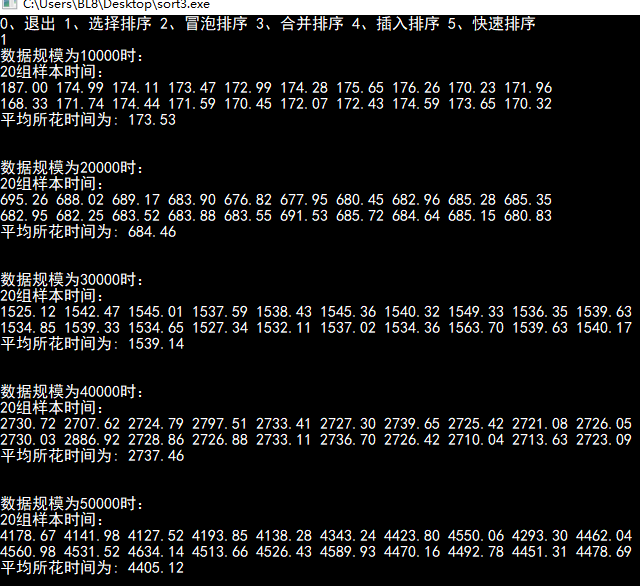 C:\Users\BL8\Desktop\sort3.exe
0、退出 1、选择排序 2、冒泡排序 3、合并排序 4、插入排序 5、快速排序
1
数据规模为10000时:
20组样本时间:
187.00 174.99 174.11 173.47 172.99 174.28 175.65 176.26 170.23 171.96
168.33 171.74 174.44 171.59 170.45 172.07 172.43 174.59 173.65 170.32
平均所花时间为: 173.53
数据规模为20000时:
20组样本时间:
695.26 688.02 689.17 683.90 676.82 677.95 680.45 682.96 685.28 685.35
682.95 682.25 683.52 683.88 683.55 691.53 685.72 684.64 685.15 680.83
平均所花时间为: 684.46
数据规模为30000时:
20组样本时间:
1525.12 1542.47 1545.01 1537.59 1538.43 1545.36 1540.32 1549.33 1536.35 1539.63
1534.85 1539.33 1534.65 1527.34 1532.11 1537.02 1534.36 1563.70 1539.63 1540.17
平均所花时间为: 1539.14
数据规模为40000时:
20组样本时间:
2730.72 2707.62 2724.79 2797.51 2733.41 2727.30 2739.65 2725.42 2721.08 2726.05
2730.03 2886.92 2728.86 2726.88 2733.11 2736.70 2726.42 2710.04 2713.63 2723.09
平均所花时间为: 2737.46
数据规模为50000时:
20组样本时间:
4178.67 4141.98 4127.52 4193.85 4138.28 4343.24 4423.80 4550.06 4293.30 4462.04
4560.98 4531.52 4634.14 4513.66 4526.43 4589.93 4470.16 4492.78 4451.31 4478.69
平均所花时间为: 4405.12